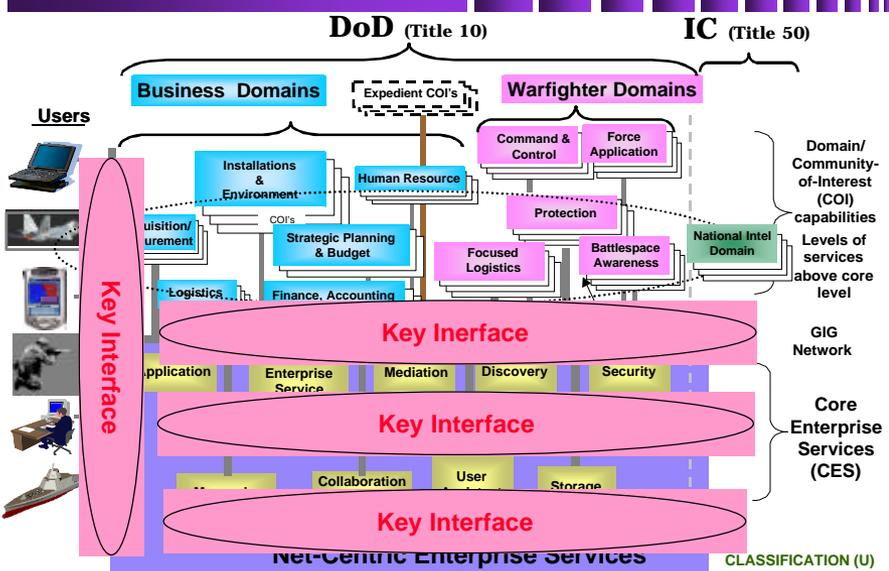 DoD (Title 10)
IC (Title 50)
Business Domains
Expedient COI's
Warfighter Domains
Users
Installations
&
Environment
COI's
Human Resource
Command &
Control
Force
Application
Protection
Strategic Planning
& Budget
Focused
Logistics
Battlespace
Awareness
National Intel
Domain
Logistics
Finance, Accounting
Domain/
Community-
of-Interest
(COI)
capabilities
Levels of
services
above core
level
Key Interface
Key Inerface
GIG
Network
Application
Enterprise
Service
Mediation
Discovery
Security
Key Interface
Core
Enterprise
Services
(CES)
Collaboration
User
Storage
Key Interface
Net-Centric Enterprise Services
CLASSIFICATION (U)